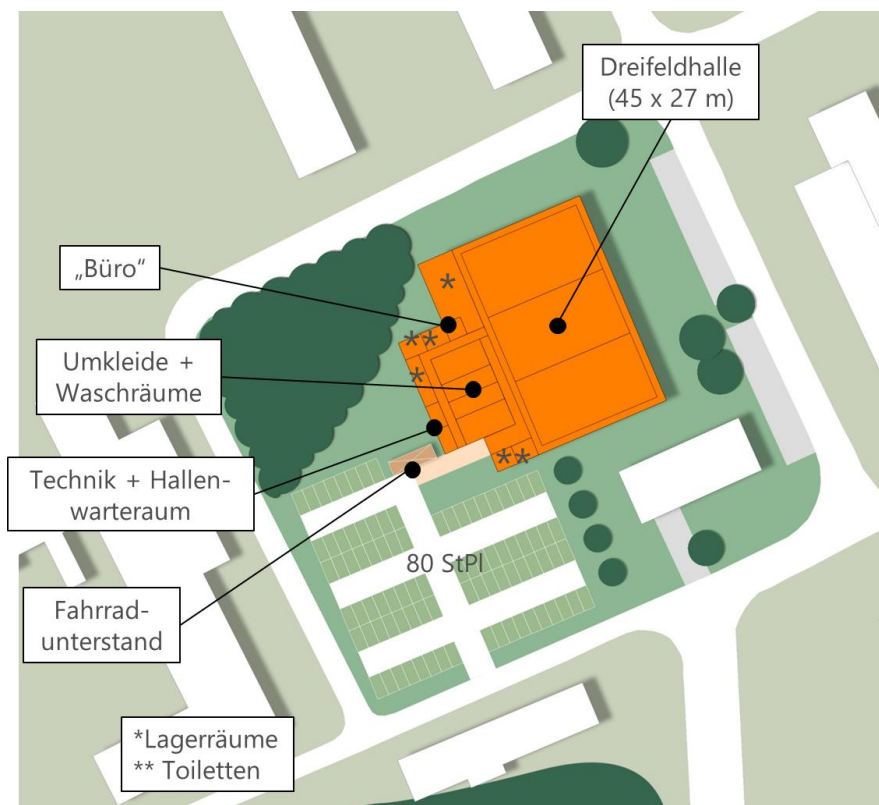 Dreifeldhalle
(45 x 27 m)
„Büro“
*
**
Umkleide +
Waschräume
*
Technik + Hallen-
warteraum
**
80 StPl
Fahrrad-
unterstand
*Lagerräume
** Toiletten